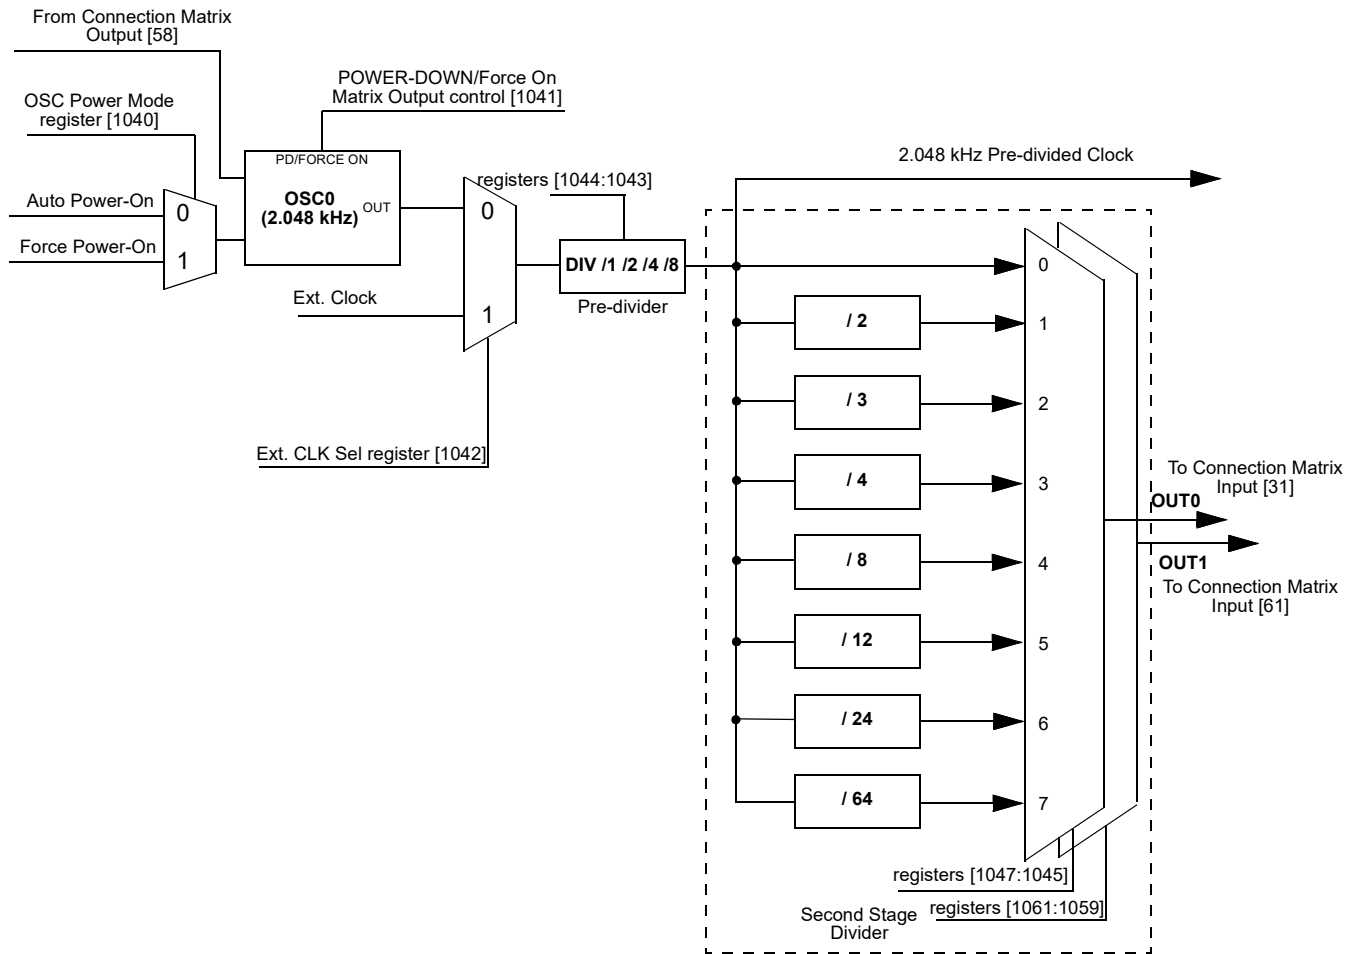 From Connection Matrix
Output [58]
POWER-DOWN/Force On
Matrix Output control [1041]
OSC Power Mode
register [1040]
PD/FORCE ON
OSC0
(2.048 kHz)
OUT
Auto Power-On
Force Power-On
0
1
registers [1044:1043]
0
1
DIV /1 /2 /4 /8
Pre-divider
Ext. Clock
Ext. CLK Sel register [1042]
2.048 kHz Pre-divided Clock
0
/ 2
1
/ 3
2
/ 4
3
/ 8
4
/ 12
5
/ 24
6
/ 64
7
To Connection Matrix
Input [31]
OUT0
OUT1
To Connection Matrix
Input [61]
registers [1047:1045]
registers [1061:1059]
Second Stage
Divider